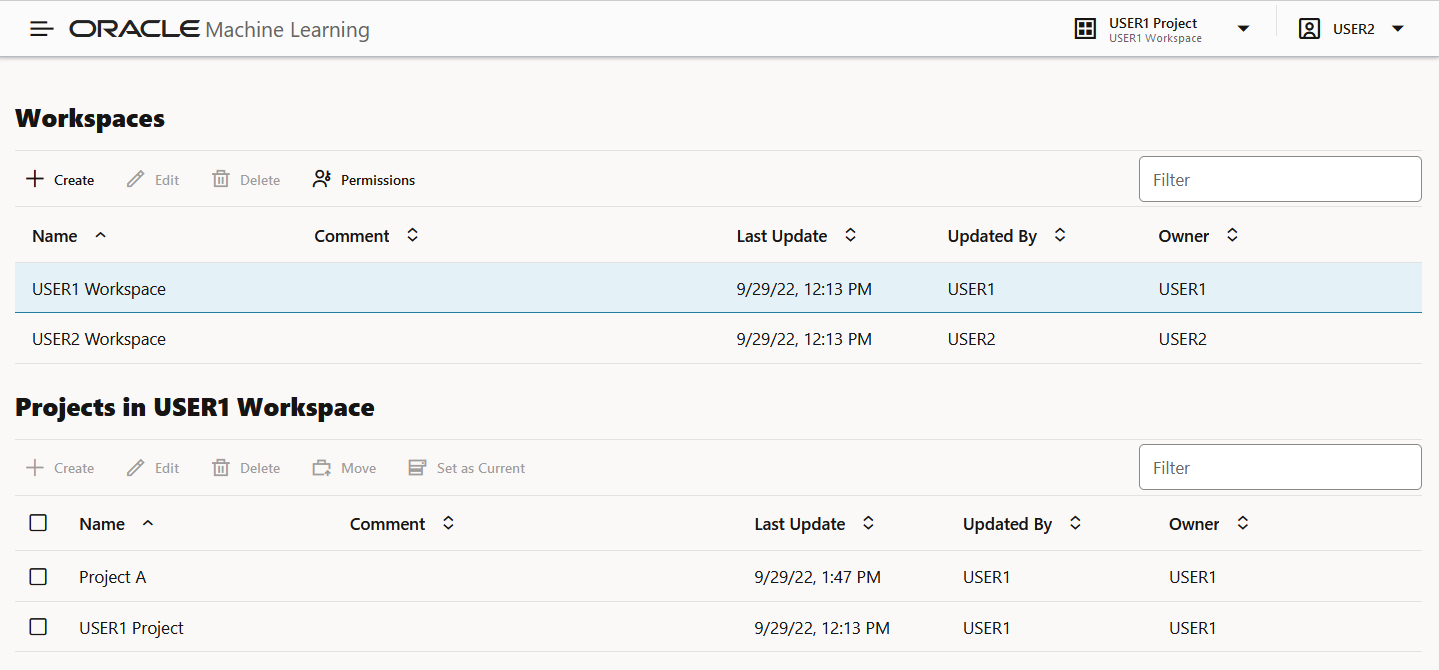 ORACLE Machine Learning
USER1 Project
USER1 Workspace
USER2
Workspaces
Create Edit Delete Permissions Filter
Name Comment Last Update Updated By Owner
USER1 Workspace 9/29/22, 12:13 PM USER1 USER1
USER2 Workspace 9/29/22, 12:13 PM USER2 USER2
Projects in USER1 Workspace
Create Edit Delete Move Set as Current Filter
Name Comment Last Update Updated By Owner
Project A 9/29/22, 1:47 PM USER1 USER1
USER1 Project 9/29/22, 12:13 PM USER1 USER1